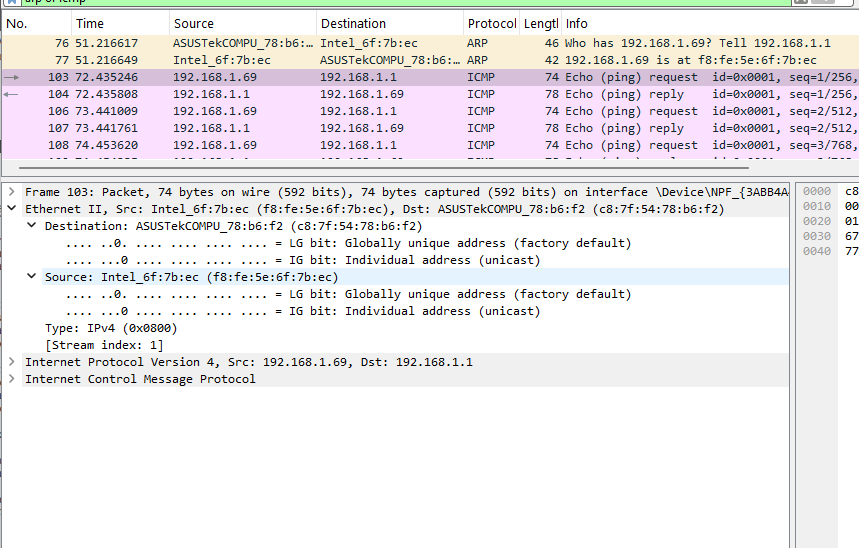 No. Time Source Destination Protocol Lengtl Info
76 51.216617 ASUSTekCOMPU_78:b6:… Intel_6f:7b:ec ARP 46 Who has 192.168.1.69? Tell 192.168.1.1
77 51.216649 Intel_6f:7b:ec ASUSTekCOMPU_78:b6:… ARP 42 192.168.1.69 is at f8:fe:5e:6f:7b:ec
103 72.435246 192.168.1.69 192.168.1.1 ICMP 74 Echo (ping) request id=0x0001, seq=1/256,
104 72.435808 192.168.1.1 192.168.1.69 ICMP 78 Echo (ping) reply id=0x0001, seq=1/256,
106 73.441009 192.168.1.69 192.168.1.1 ICMP 74 Echo (ping) request id=0x0001, seq=2/512,
107 73.441761 192.168.1.1 192.168.1.69 ICMP 78 Echo (ping) reply id=0x0001, seq=2/512,
108 74.453620 192.168.1.69 192.168.1.1 ICMP 74 Echo (ping) request id=0x0001, seq=3/768,
Frame 103: Packet, 74 bytes on wire (592 bits), 74 bytes captured (592 bits) on interface \Device\NPF_{3ABB4A 0000 c8
Ethernet II, Src: Intel_6f:7b:ec (f8:fe:5e:6f:7b:ec), Dst: ASUSTekCOMPU_78:b6:f2 (c8:7f:54:78:b6:f2) 0010 00
Destination: ASUSTekCOMPU_78:b6:f2 (c8:7f:54:78:b6:f2) 0020 01
.... ..0. .... .... .... .... = LG bit: Globally unique address (factory default) 0030 67
.... ...0 .... .... .... .... = IG bit: Individual address (unicast) 0040 77
Source: Intel_6f:7b:ec (f8:fe:5e:6f:7b:ec)
.... ..0. .... .... .... .... = LG bit: Globally unique address (factory default)
.... ...0 .... .... .... .... = IG bit: Individual address (unicast)
Type: IPv4 (0x0800)
[Stream index: 1]
Internet Protocol Version 4, Src: 192.168.1.69, Dst: 192.168.1.1
Internet Control Message Protocol